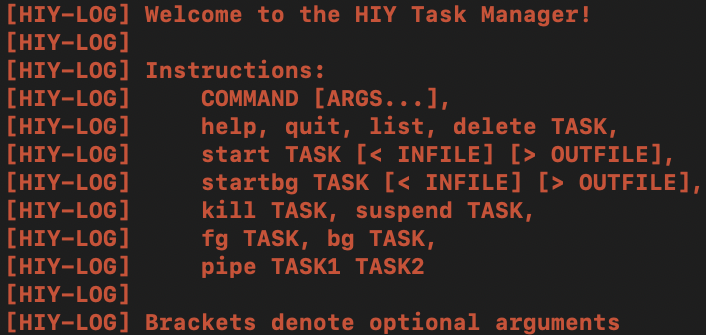 [HIY-LOG] Welcome to the HIY Task Manager!
[HIY-LOG]
[HIY-LOG] Instructions:
[HIY-LOG]     COMMAND [ARGS...],
[HIY-LOG]     help, quit, list, delete TASK,
[HIY-LOG]     start TASK [< INFILE] [> OUTFILE],
[HIY-LOG]     startbg TASK [< INFILE] [> OUTFILE],
[HIY-LOG]     kill TASK, suspend TASK,
[HIY-LOG]     fg TASK, bg TASK,
[HIY-LOG]     pipe TASK1 TASK2
[HIY-LOG]
[HIY-LOG] Brackets denote optional arguments